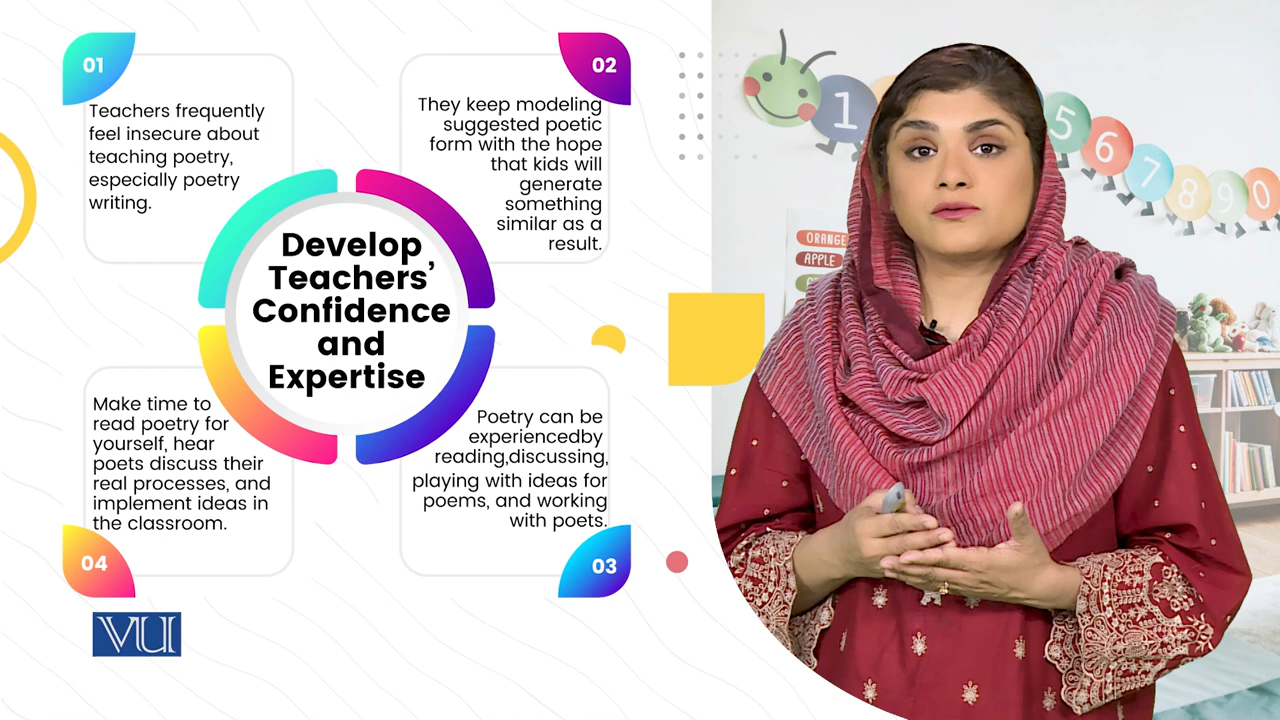 01
Teachers frequently
feel insecure about
teaching poetry,
especially poetry
writing.
02
They keep modeling
suggested poetic
form with the hope
that kids will
generate
something
similar as a
result.
Develop
Teachers’
Confidence
and
Expertise
Make time to
read poetry for
yourself, hear
poets discuss their
real processes, and
implement ideas in
the classroom.
04
Poetry can be
experiencedby
reading,discussing,
playing with ideas for
poems, and working
with poets.
03
VU
1
5
6
7
8
9
0
ORANGE
APPLE